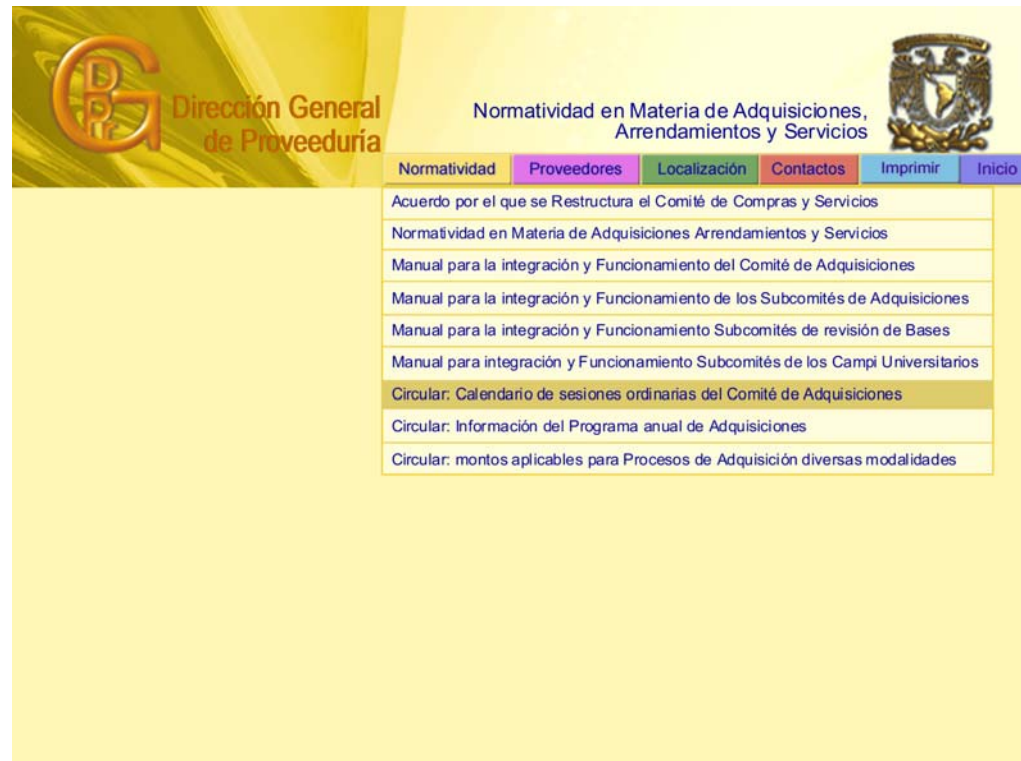 Dirección General
de Proveeduría
Normatividad en Materia de Adquisiciones,
Arrendamientos y Servicios
Normatividad Proveedores Localización Contactos Imprimir Inicio
Acuerdo por el que se Restructura el Comité de Compras y Servicios
Normatividad en Materia de Adquisiciones Arrendamientos y Servicios
Manual para la integración y Funcionamiento del Comité de Adquisiciones
Manual para la integración y Funcionamiento de los Subcomités de Adquisiciones
Manual para la integración y Funcionamiento Subcomités de revisión de Bases
Manual para integración y Funcionamiento Subcomités de los Campi Universitarios
Circular: Calendario de sesiones ordinarias del Comité de Adquisiciones
Circular: Información del Programa anual de Adquisiciones
Circular: montos aplicables para Procesos de Adquisición diversas modalidades